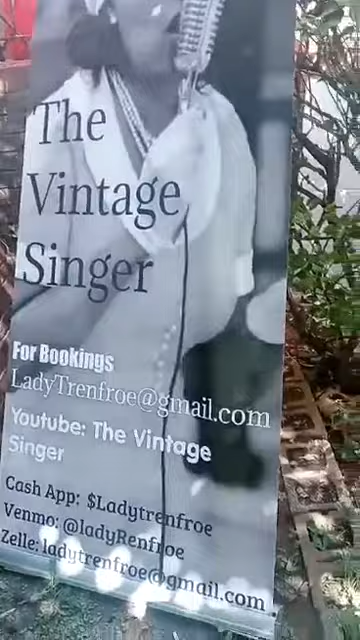 The
Vintage
Singer
For Bookings
LadyTrenfroe@gmail.com
Youtube: The Vintage
Singer
Cash App: $Ladytrenfroe
Venmo: @ladyRenfroe
Zelle: ladytrenfroe@gmail.com